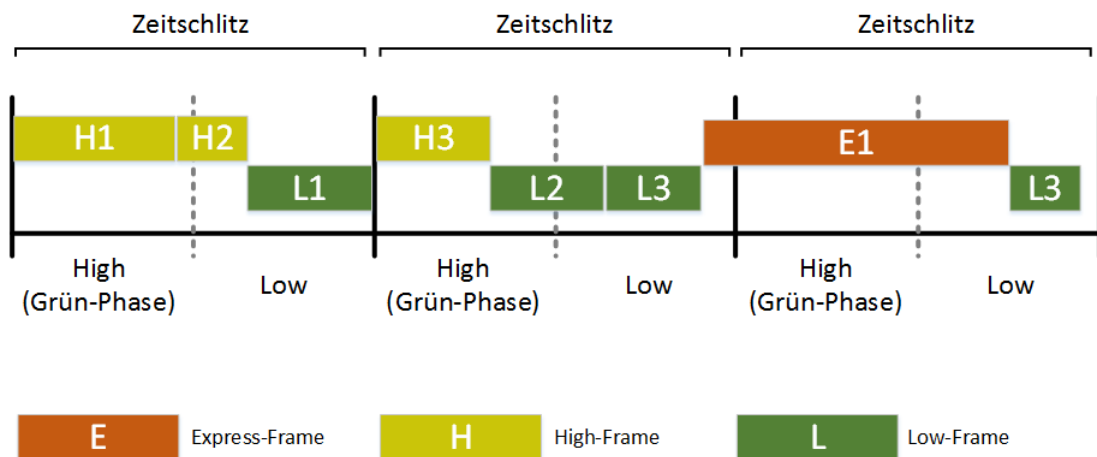 Zeitschlitz Zeitschlitz Zeitschlitz
H1 H2 H3 E1
L1 L2 L3 L3
High
(Grün-Phase) Low High
(Grün-Phase) Low High
(Grün-Phase) Low
E Express-Frame H High-Frame L Low-Frame